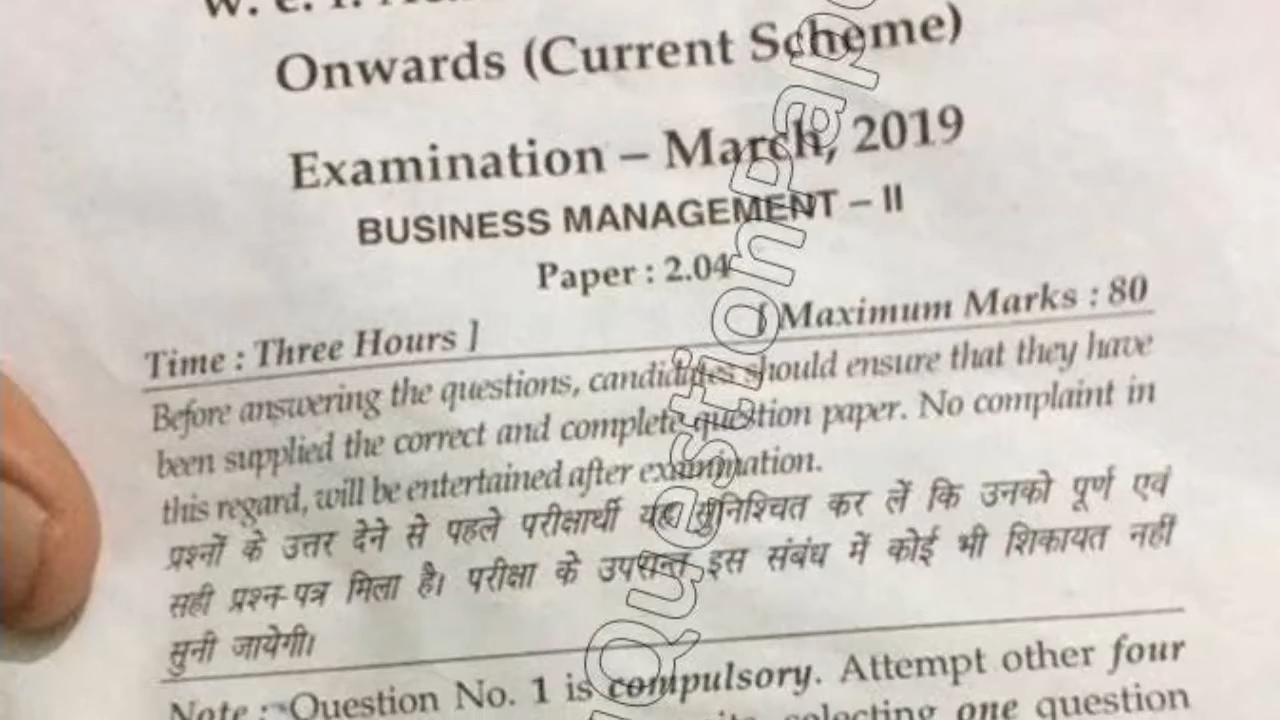 w. e. f.
Onwards (Current Scheme)
Examination – March, 2019
BUSINESS MANAGEMENT – II
Paper : 2.04
Time : Three Hours ] [ Maximum Marks : 80
Before answering the questions, candidates should ensure that they have
been supplied the correct and complete question paper. No complaint in
this regard, will be entertained after examination.
प्रश्नों के उत्तर देने से पहले परीक्षार्थी यह सुनिश्चित कर लें कि उनको पूर्ण एवं
सही प्रश्न-पत्र मिला है। परीक्षा के उपरान्त इस संबंध में कोई भी शिकायत नहीं
सुनी जायेगी।
Note : Question No. 1 is compulsory. Attempt other four
selecting one question
Questionpape